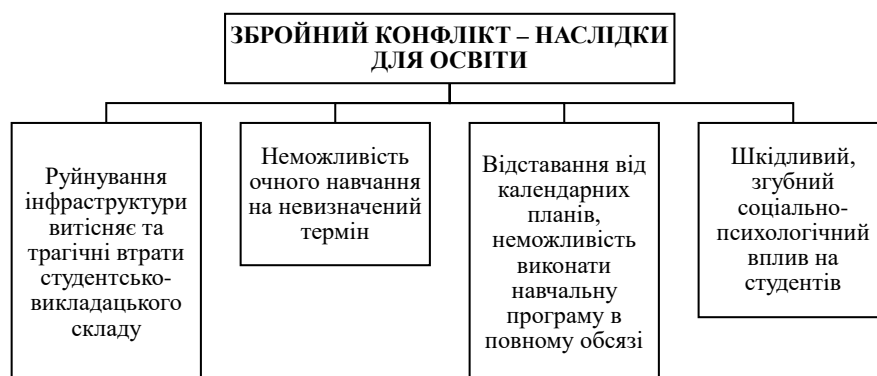 ЗБРОЙНИЙ КОНФЛІКТ – НАСЛІДКИ
ДЛЯ ОСВІТИ
Руйнування
інфраструктури
витісняє та
трагічні втрати
студентсько-
викладацького
складу
Неможливість
очного навчання
на невизначений
термін
Відставання від
календарних
планів,
неможливість
виконати
навчальну
програму в
повному обсязі
Шкідливий,
згубний
соціально-
психологічний
вплив на
студентів